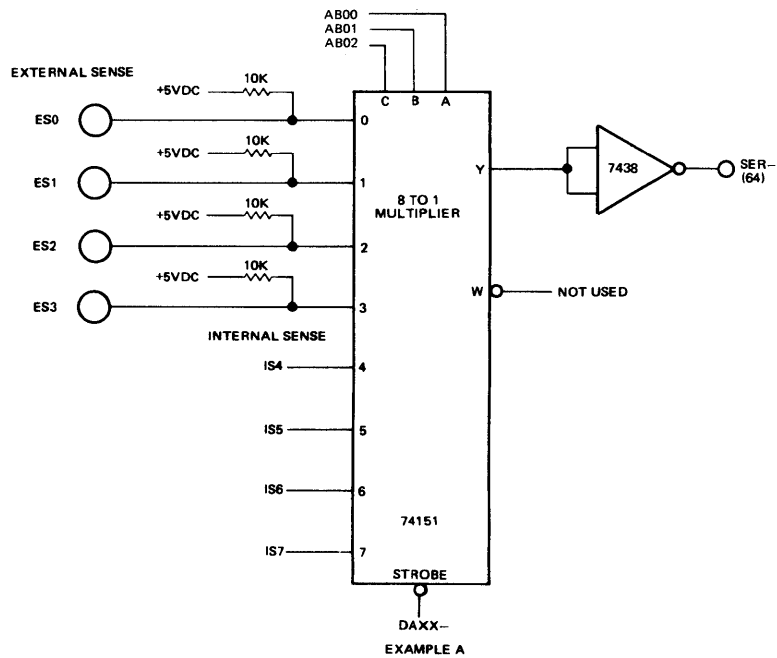 AB00
AB01
AB02
EXTERNAL SENSE
10K
+5VDC
C B A
ES0
0
10K
+5VDC
ES1
1
Y
7438
SER–
(64)
8 TO 1
MULTIPLIER
10K
+5VDC
ES2
2
10K
+5VDC
ES3
3
W
NOT USED
INTERNAL SENSE
IS4
4
IS5
5
IS6
6
74151
IS7
7
STROBE
DAXX–
EXAMPLE A